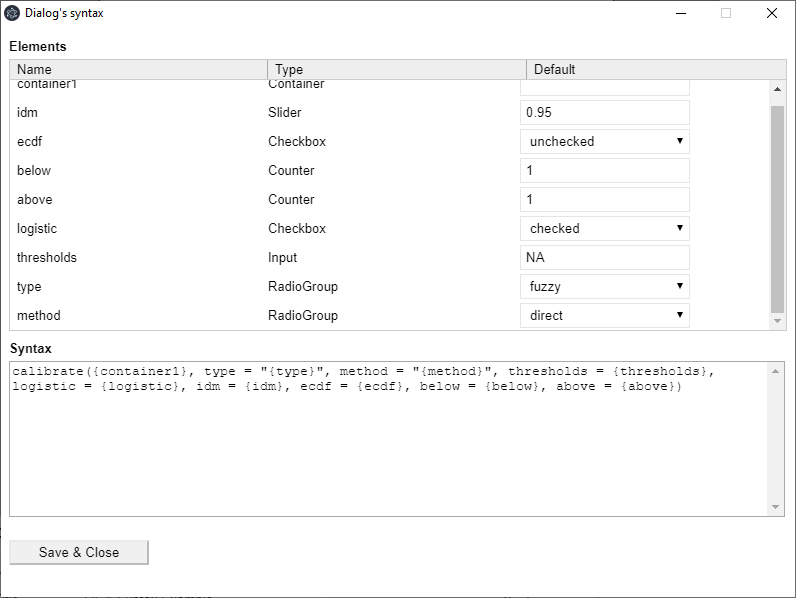 Dialog's syntax
Elements
Name Type Default
container1 Container
idm Slider 0.95
ecdf Checkbox unchecked
below Counter 1
above Counter 1
logistic Checkbox checked
thresholds Input NA
type RadioGroup fuzzy
method RadioGroup direct
Syntax
calibrate({container1}, type = "{type}", method = "{method}", thresholds = {thresholds},
logistic = {logistic}, idm = {idm}, ecdf = {ecdf}, below = {below}, above = {above})
Save & Close